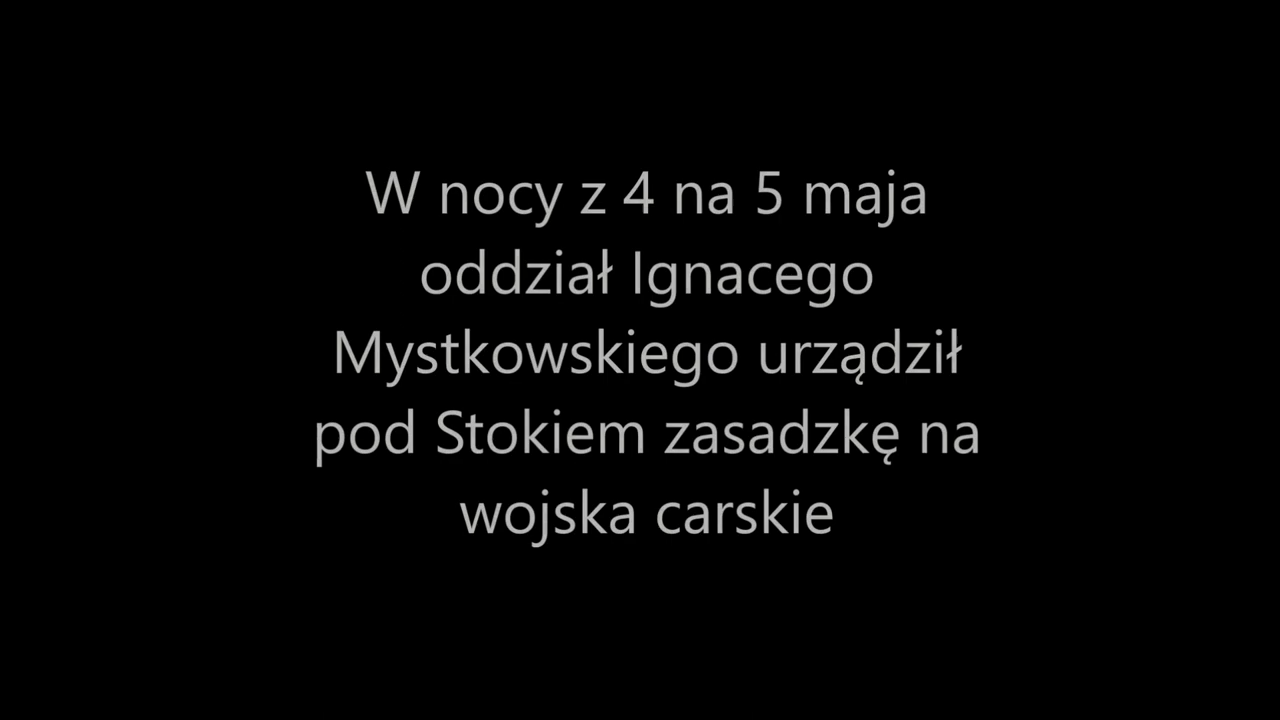 W nocy z 4 na 5 maja
oddział Ignacego
Mystkowskiego urządził
pod Stokiem zasadzkę na
wojska carskie